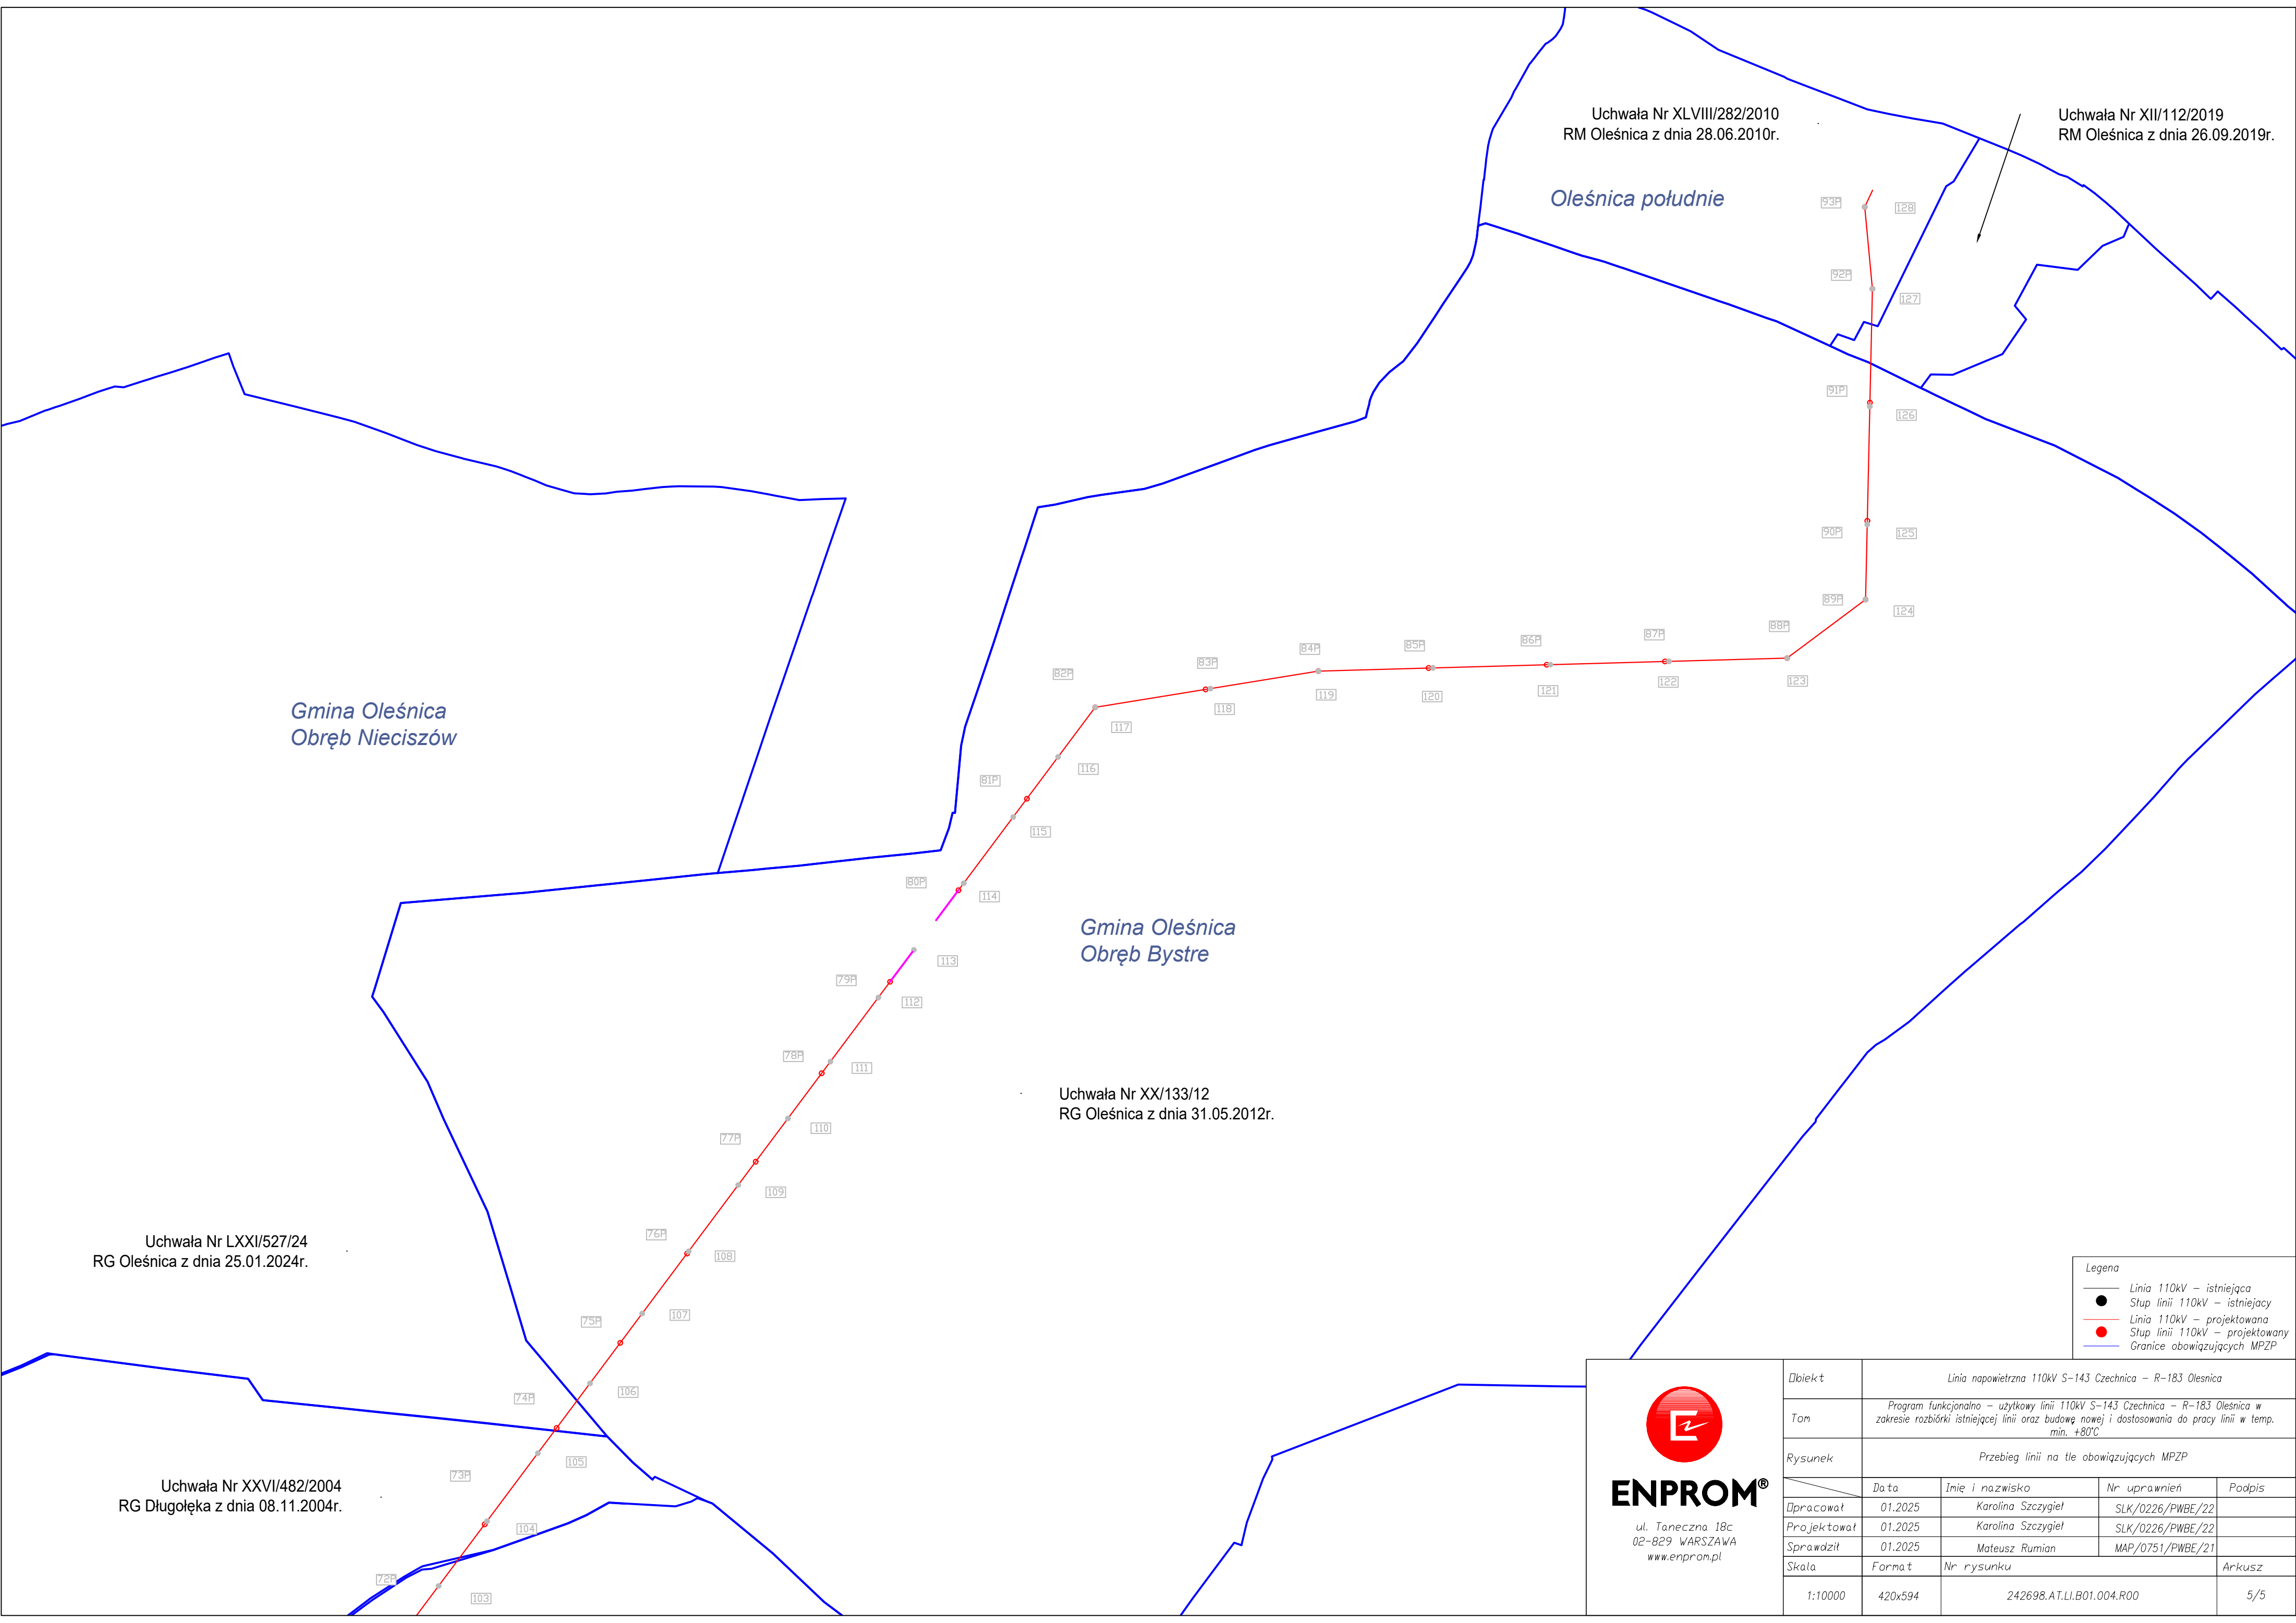 Uchwała Nr XLVIII/282/2010
RM Oleśnica z dnia 28.06.2010r.
Uchwała Nr XII/112/2019
RM Oleśnica z dnia 26.09.2019r.
Oleśnica południe
93P
128
92P
127
91P
126
90P
125
89P
124
88P
123
87P
122
86P
121
85P
120
84P
119
83P
118
82P
117
116
81P
115
80P
114
113
79P
112
78P
111
110
77P
109
76P
108
107
75P
106
74P
105
73P
104
72P
103
Gmina Oleśnica
Obręb Nieciszów
Gmina Oleśnica
Obręb Bystre
Uchwała Nr XX/133/12
RG Oleśnica z dnia 31.05.2012r.
Uchwała Nr LXXI/527/24
RG Oleśnica z dnia 25.01.2024r.
Uchwała Nr XXVI/482/2004
RG Długołęka z dnia 08.11.2004r.
Legena
Linia 110kV – istniejąca
Słup linii 110kV – istniejacy
Linia 110kV – projektowana
Słup linii 110kV – projektowany
Granice obowiązujących MPZP
ENPROM®
ul. Taneczna 18c
02-829 WARSZAWA
www.enprom.pl
Obiekt
Linia napowietrzna 110kV S-143 Czechnica – R-183 Olesnica
Tom
Program funkcjonalno – użytkowy linii 110kV S-143 Czechnica – R-183 Oleśnica w
zakresie rozbiórki istniejącej linii oraz budowę nowej i dostosowania do pracy linii w temp.
min. +80°C
Rysunek
Przebieg linii na tle obowiązujących MPZP
Data Imię i nazwisko Nr uprawnień Podpis
Opracował 01.2025 Karolina Szczygieł SLK/0226/PWBE/22
Projektował 01.2025 Karolina Szczygieł SLK/0226/PWBE/22
Sprawdził 01.2025 Mateusz Rumian MAP/0751/PWBE/21
Skala Format Nr rysunku Arkusz
1:10000 420x594 242698.AT.LI.B01.004.R00 5/5